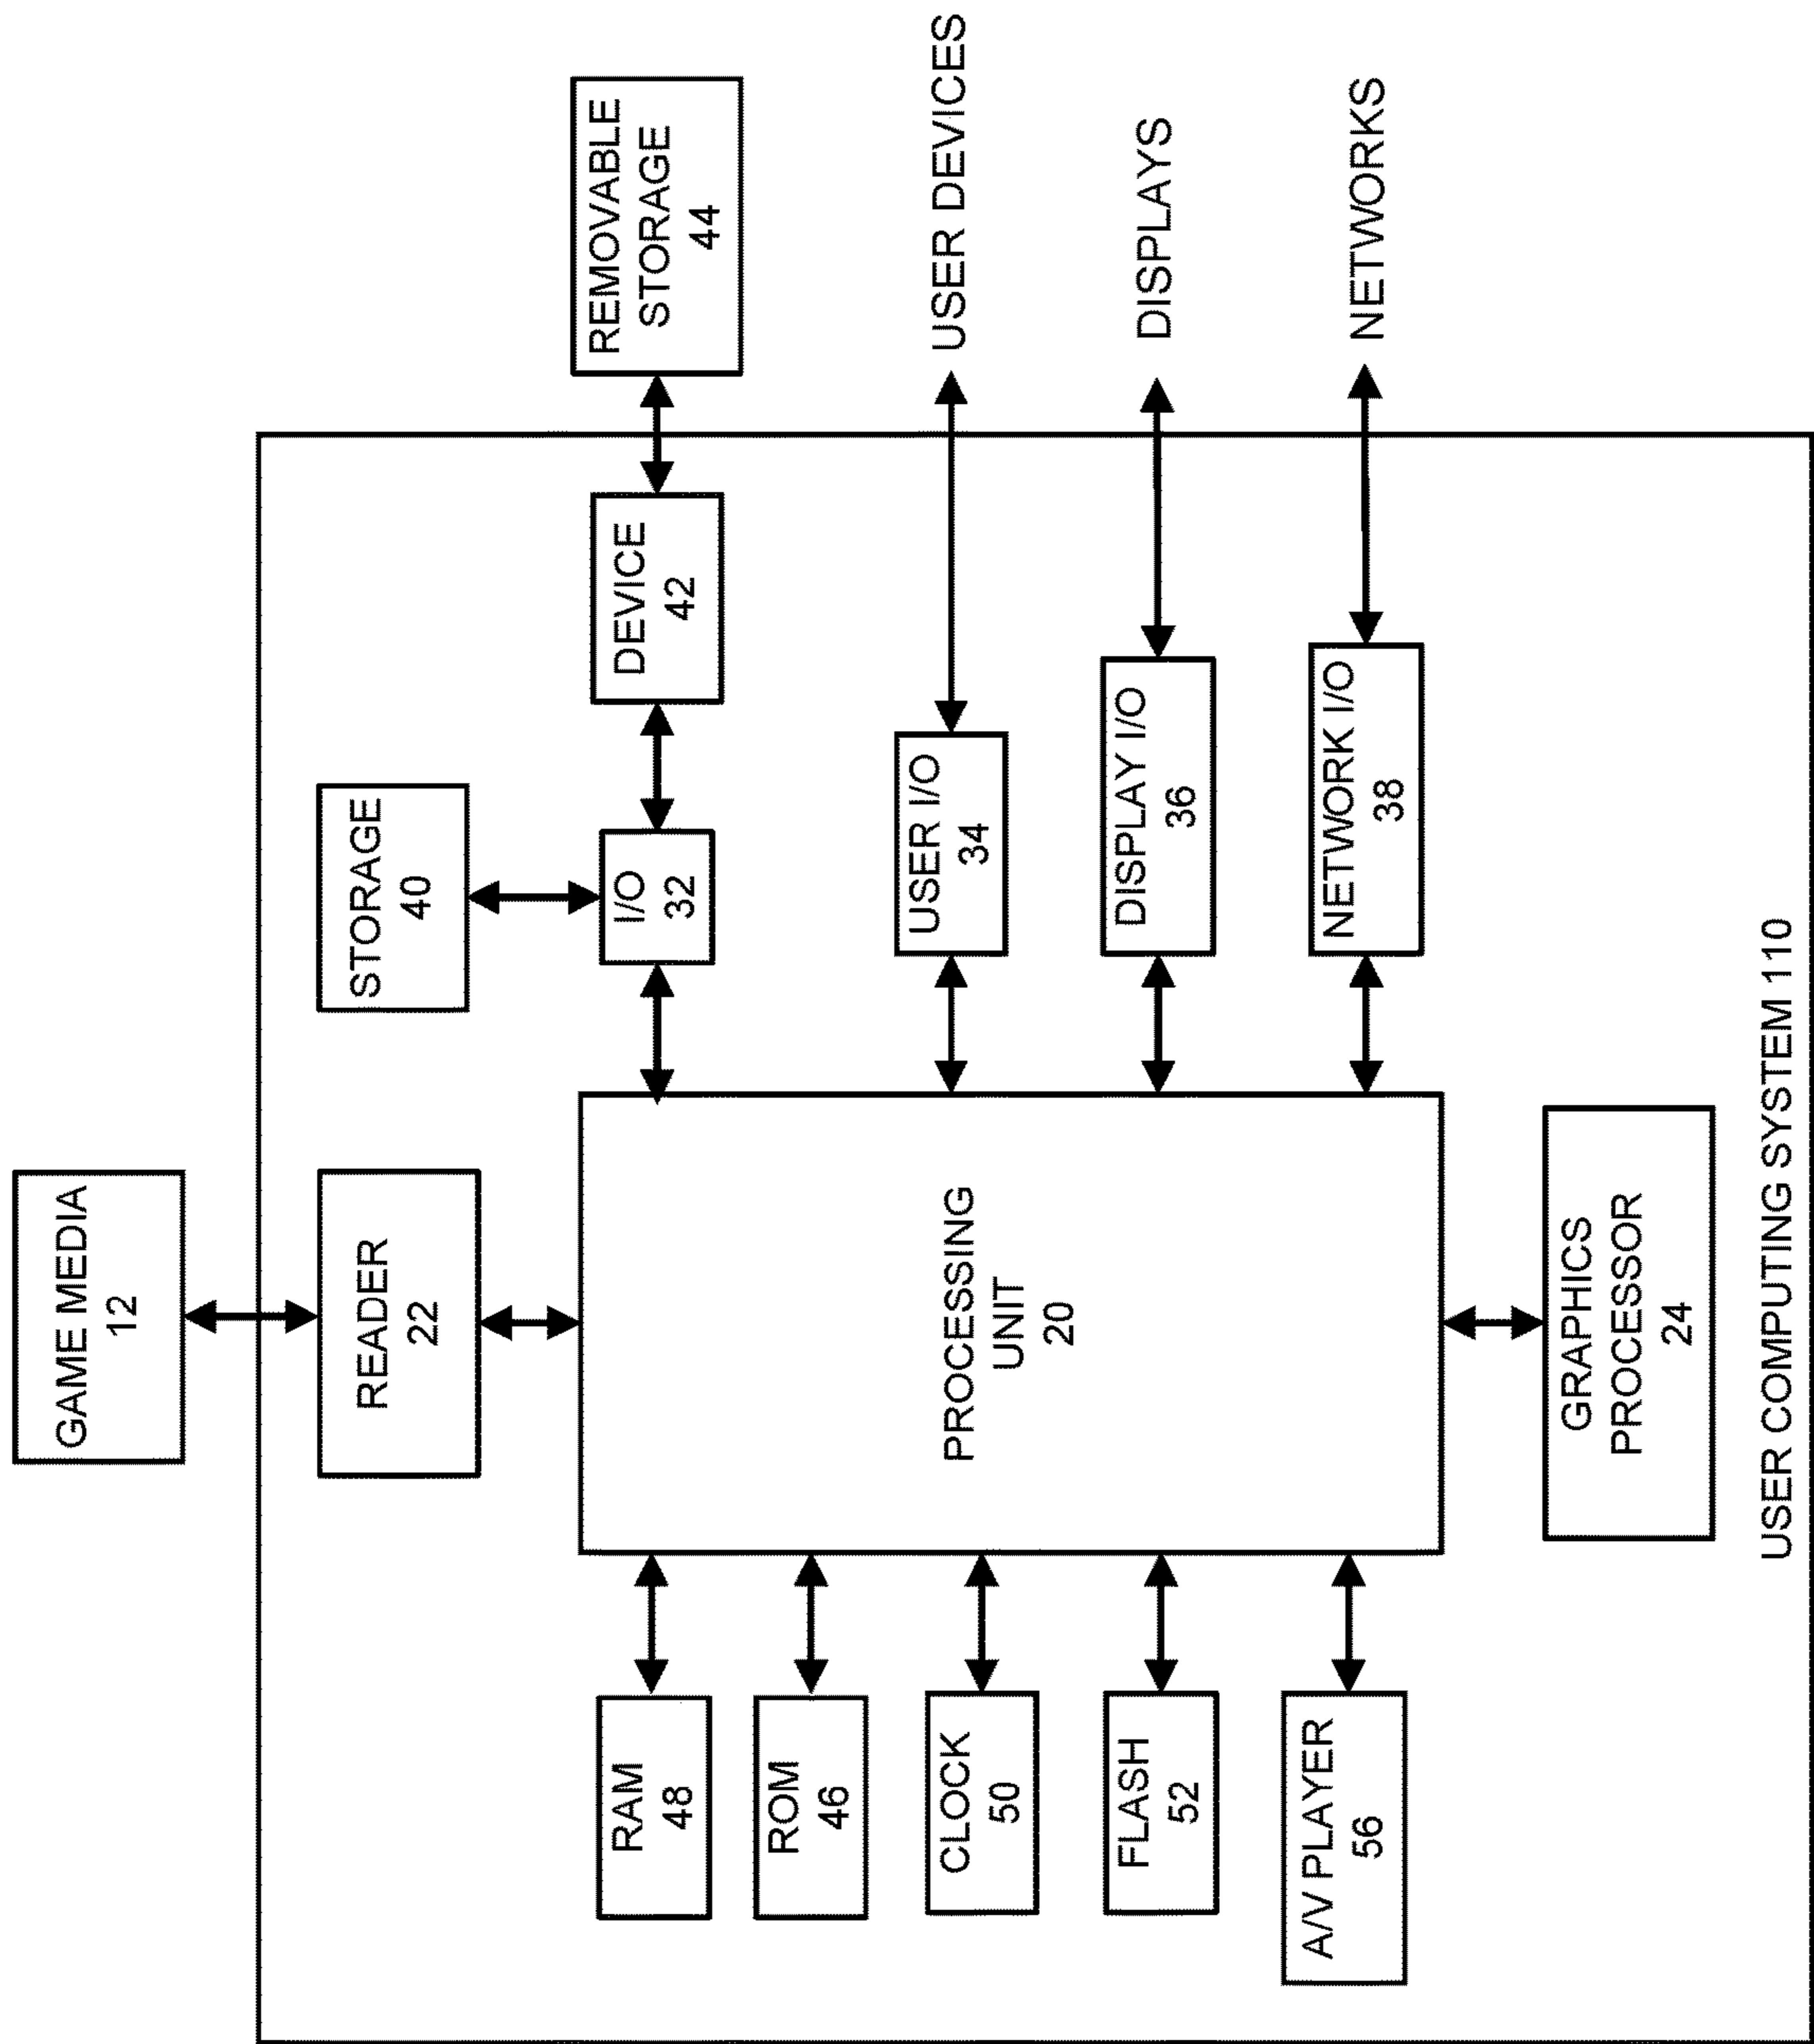 GAME MEDIA
12
READER
22
STORAGE
40
RAM
48
I/O
32
DEVICE
42
REMOVABLE
STORAGE
44
ROM
46
PROCESSING
UNIT
20
CLOCK
50
USER I/O
34
USER DEVICES
FLASH
52
DISPLAY I/O
36
DISPLAYS
A/V PLAYER
56
NETWORK I/O
38
NETWORKS
GRAPHICS
PROCESSOR
24
USER COMPUTING SYSTEM 110